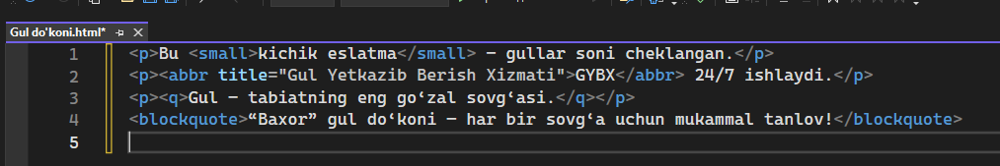 Gul do'koni.html*
1 <p>Bu <small>kichik eslatma</small> – gullar soni cheklangan.</p>
2 <p><abbr title="Gul Yetkazib Berish Xizmati">GYBX</abbr> 24/7 ishlaydi.</p>
3 <p><q>Gul – tabiatning eng go‘zal sovg‘asi.</q></p>
4 <blockquote>“Baxor” gul do‘koni – har bir sovg‘a uchun mukammal tanlov!</blockquote>
5